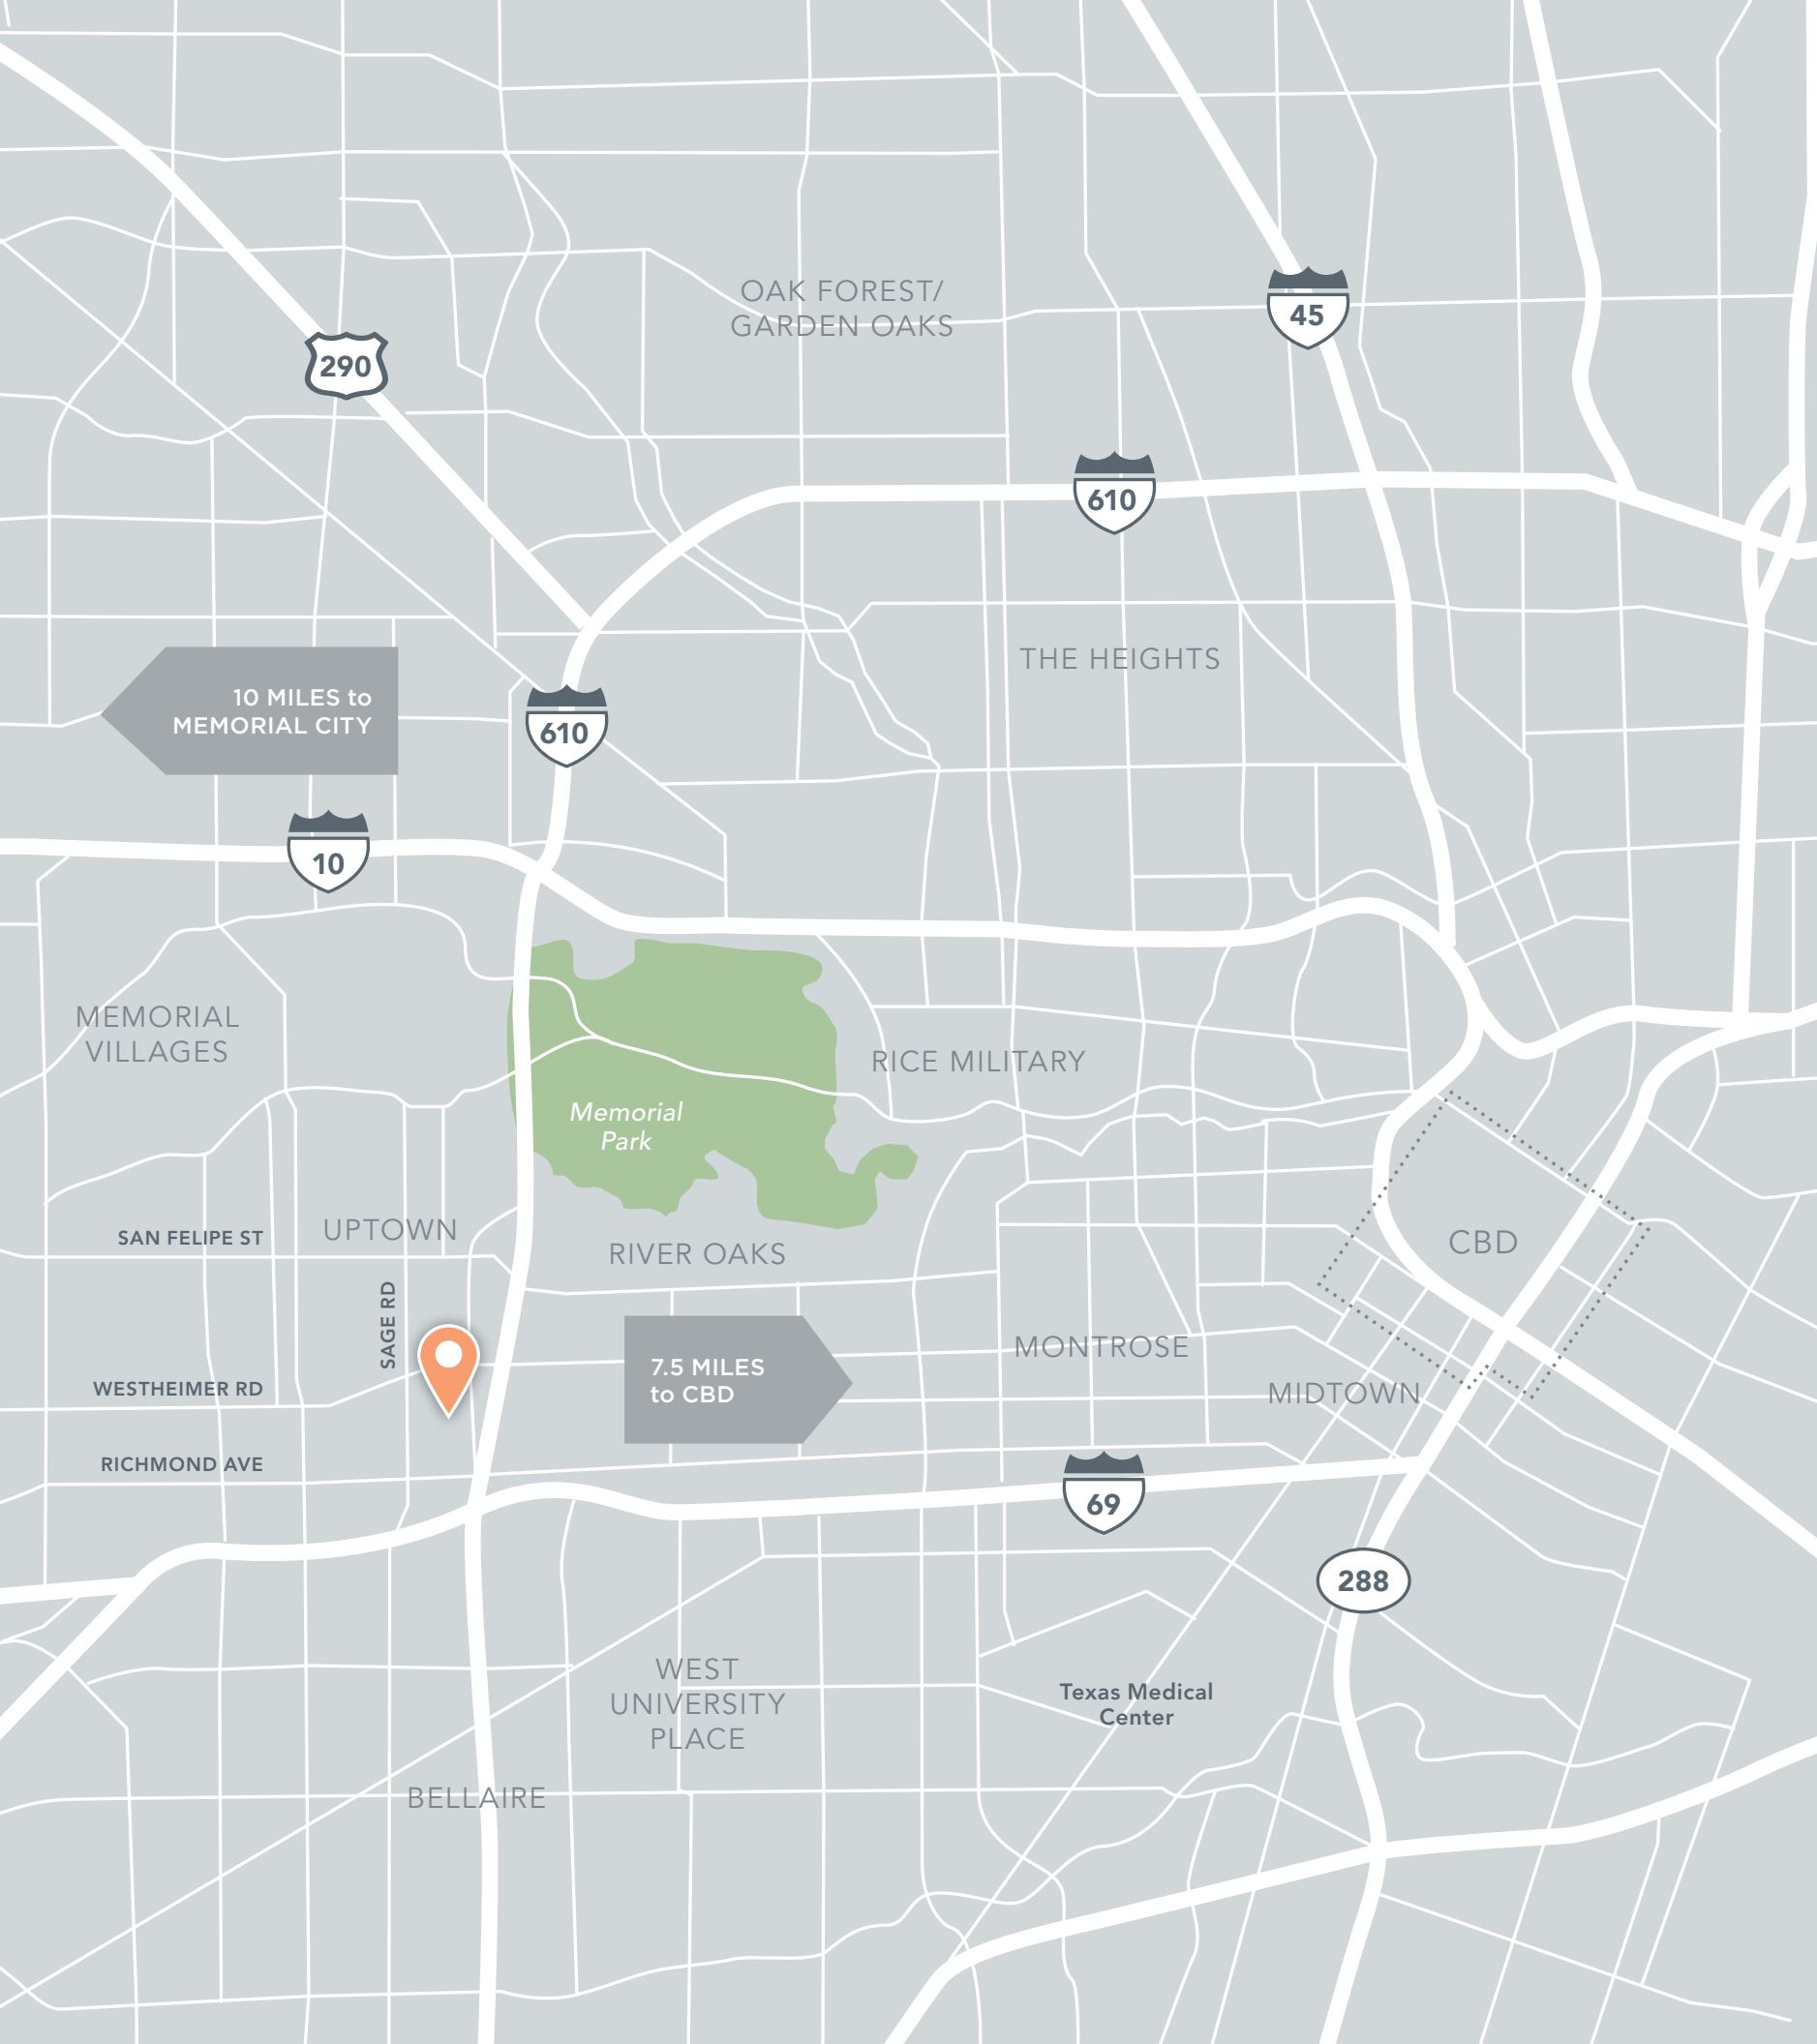 OAK FOREST/
GARDEN OAKS
45
290
610
THE HEIGHTS
10 MILES to
MEMORIAL CITY
610
10
MEMORIAL
VILLAGES
RICE MILITARY
Memorial
Park
SAN FELIPE ST
UPTOWN
RIVER OAKS
CBD
SAGE RD
7.5 MILES
to CBD
MONTROSE
WESTHEIMER RD
MIDTOWN
RICHMOND AVE
69
288
WEST
UNIVERSITY
PLACE
Texas Medical
Center
BELLAIRE